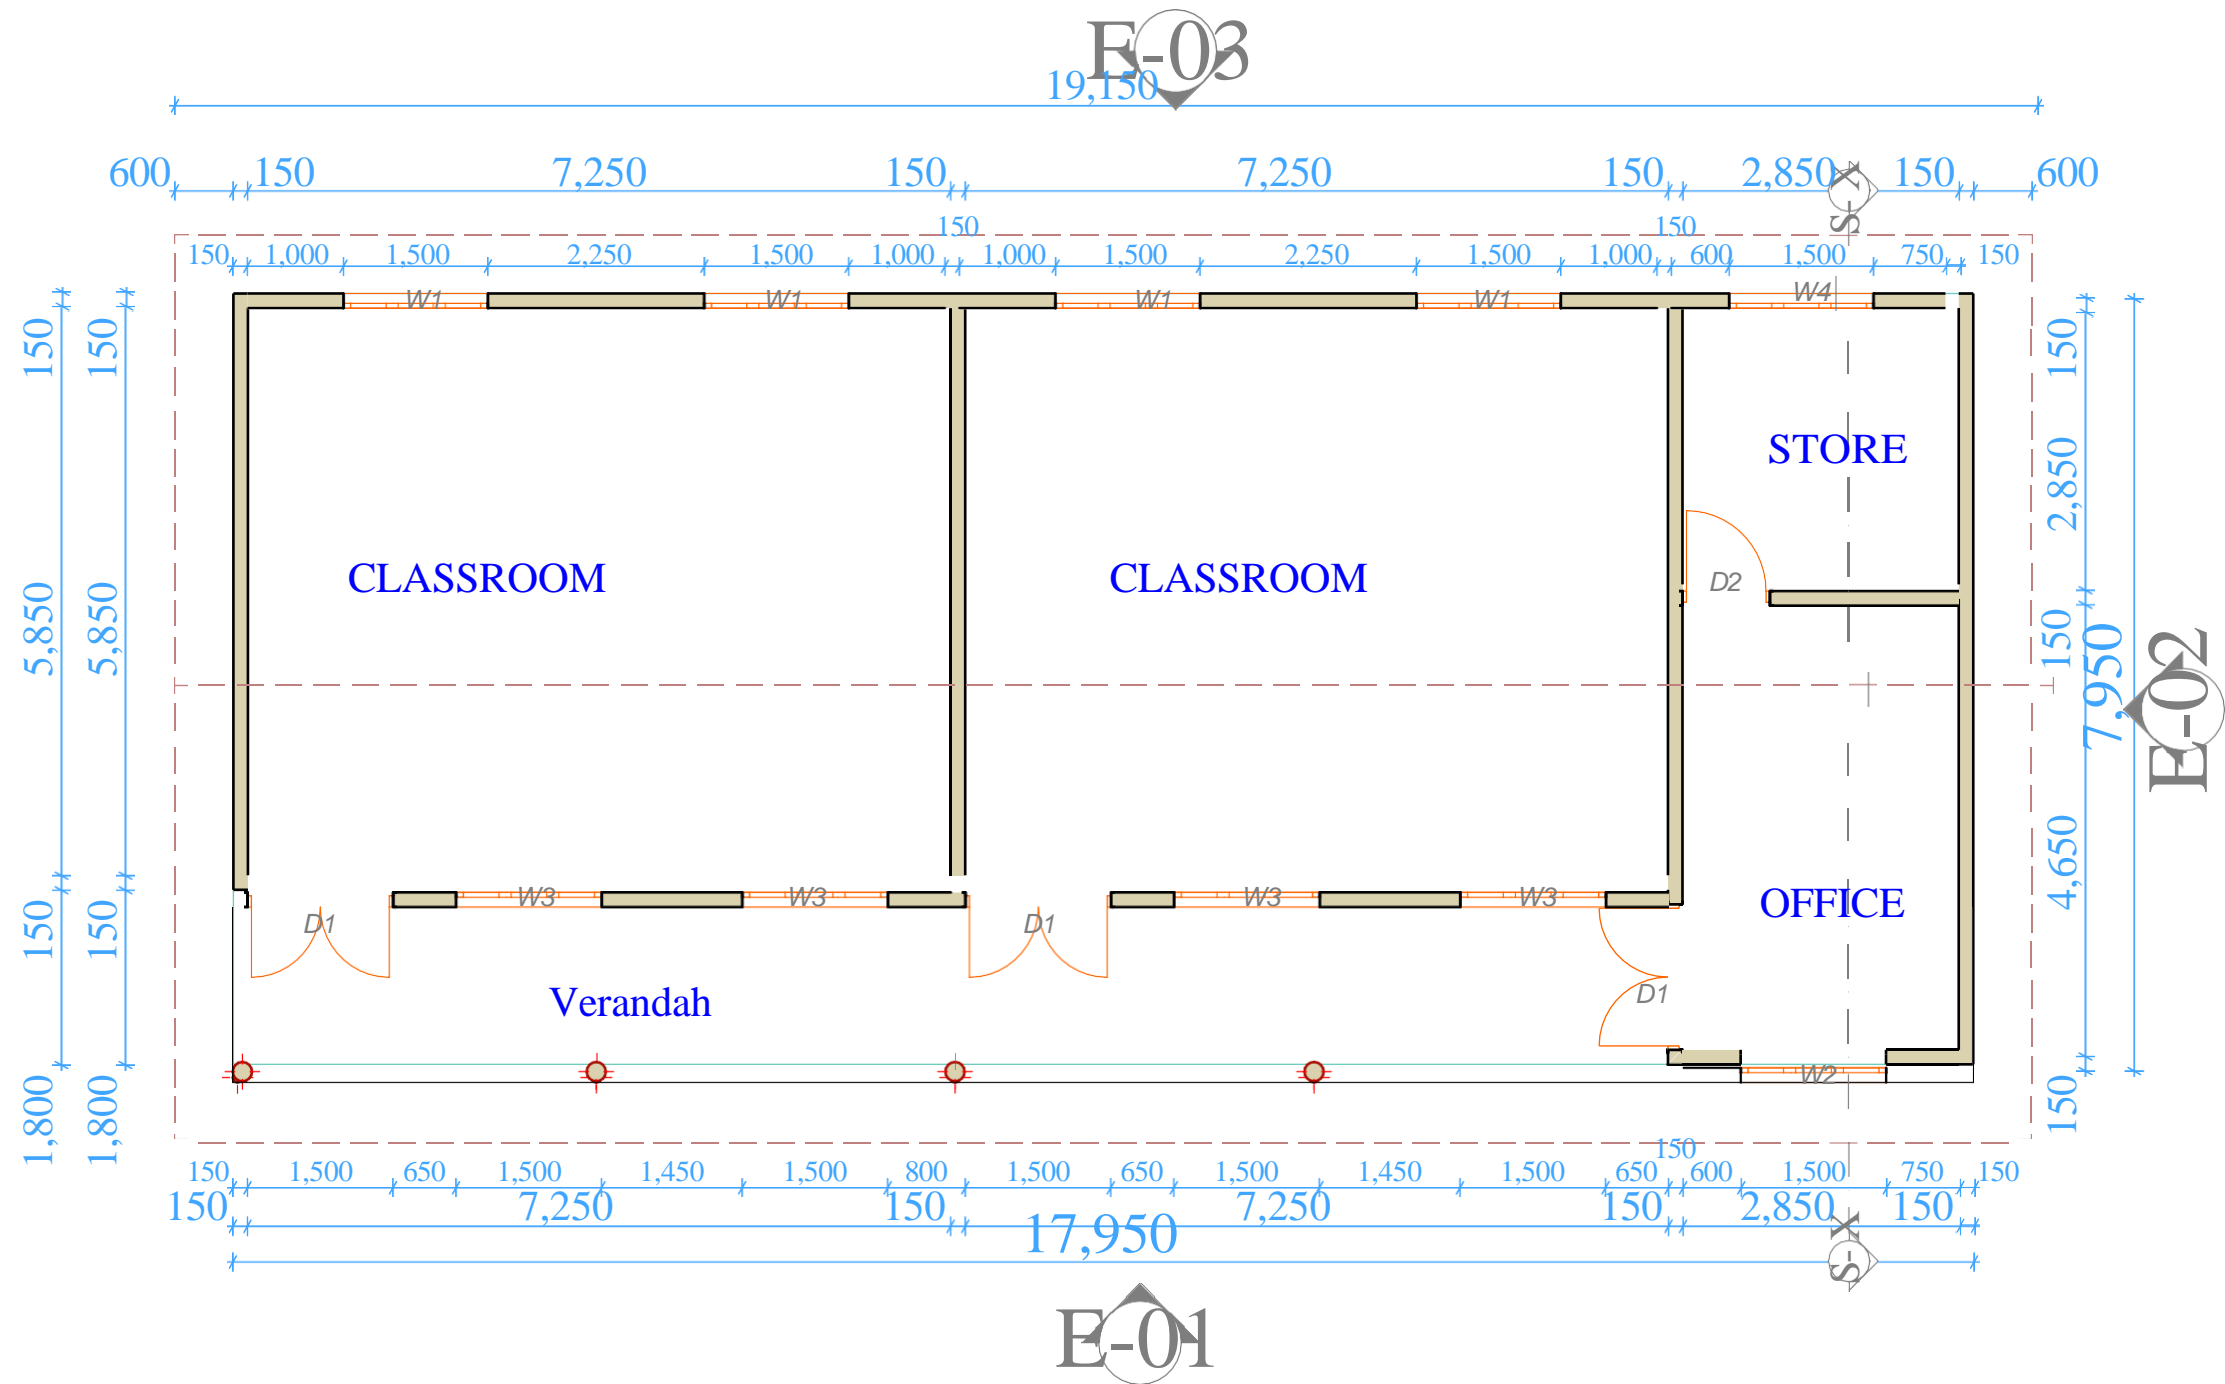 E-03
19,150
600 150 7,250 150 7,250 150 2,850 150 600
S-X
150 150
150 1,000 1,500 2,250 1,500 1,000 1,000 1,500 2,250 1,500 1,000 600 1,500 750 150
W1 W1 W1 W1 W4
150 150 150
STORE
2,850
CLASSROOM CLASSROOM D2
5,850 5,850 150
7,950
E-02
4,650
W3 W3 W3 W3 OFFICE
D1 D1
150 150
Verandah D1
W2
1,800 1,800 150
150
150 1,500 650 1,500 1,450 1,500 800 1,500 650 1,500 1,450 1,500 650 600 1,500 750 150
150 7,250 150 7,250 150 2,850 150
17,950
S-X
E-01